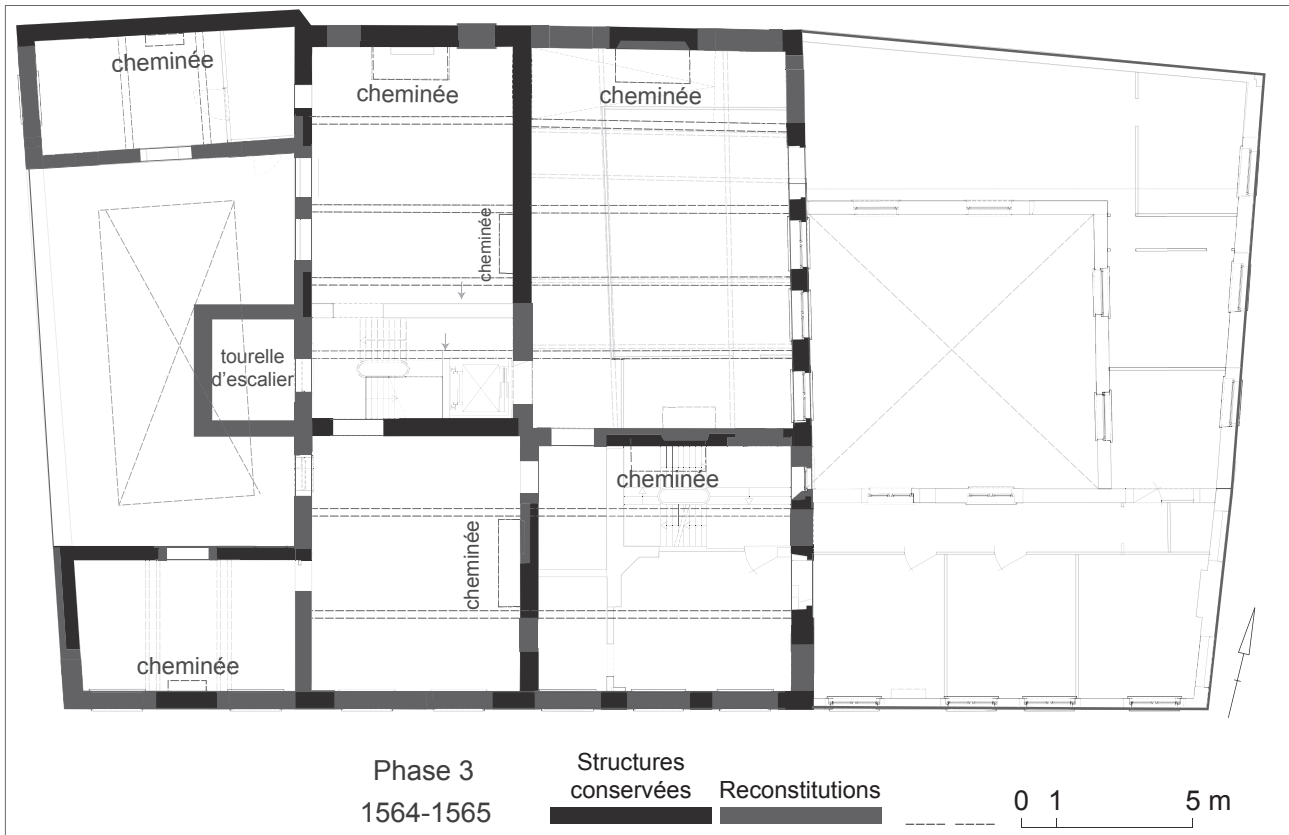 cheminée
cheminée
cheminée
cheminée
tourelle
d'escalier
cheminée
cheminée
cheminée
Phase 3
1564-1565
Structures
conservées
Reconstitutions
0 1 5 m